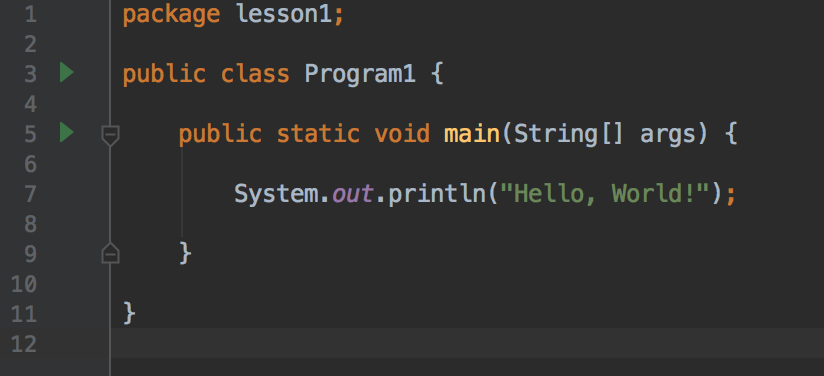 1 package lesson1;
2
3 public class Program1 {
4
5 public static void main(String[] args) {
6
7 System.out.println("Hello, World!");
8
9 }
10
11 }
12